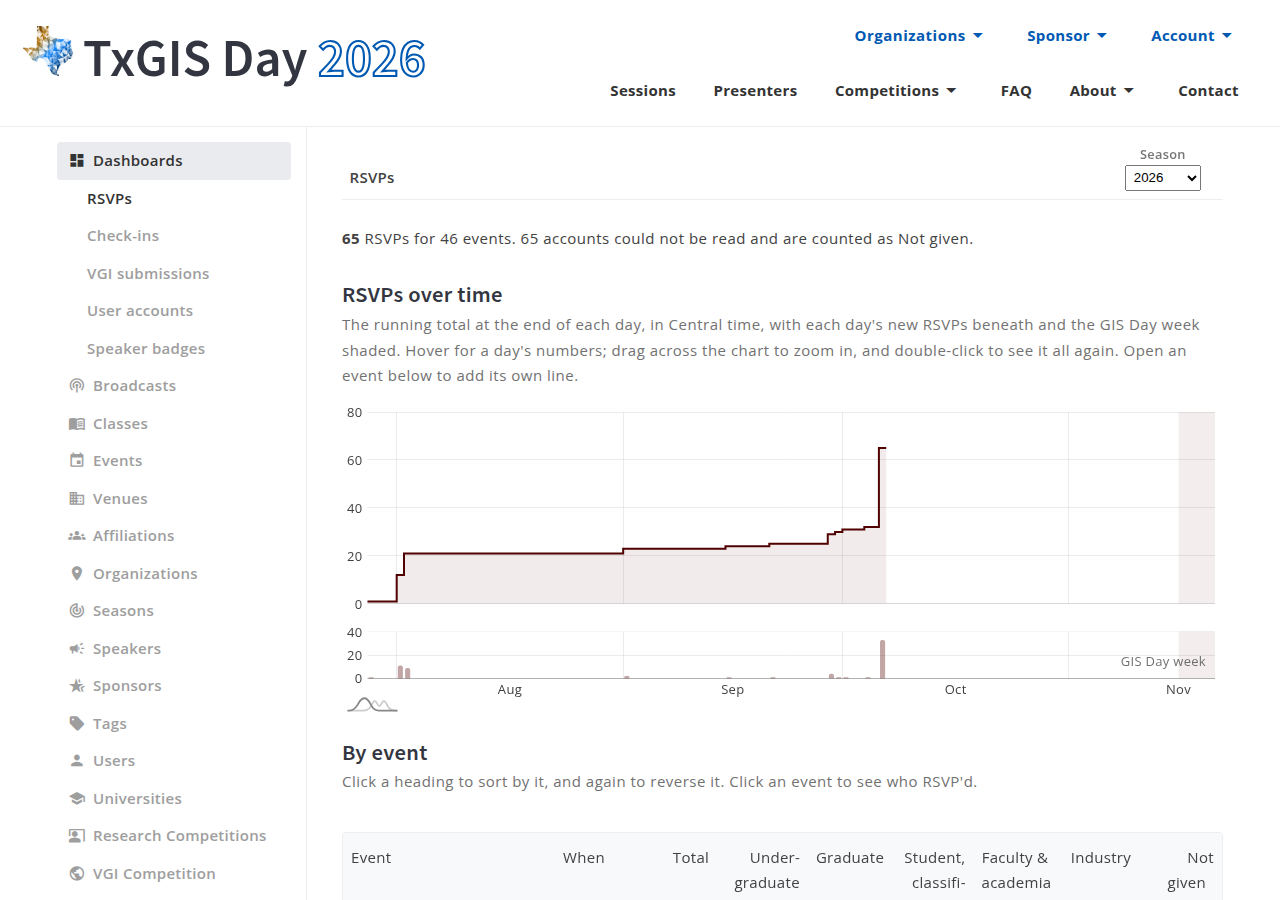 TxGIS Day 2026
Organizations
Sponsor
Account
Sessions
Presenters
Competitions
FAQ
About
Contact
Dashboards
RSVPs
Check-ins
VGI submissions
User accounts
Speaker badges
Broadcasts
Classes
Events
Venues
Affiliations
Organizations
Seasons
Speakers
Sponsors
Tags
Users
Universities
Research Competitions
VGI Competition
Season
RSVPs
2026
65 RSVPs for 46 events. 65 accounts could not be read and are counted as Not given.
RSVPs over time
The running total at the end of each day, in Central time, with each day's new RSVPs beneath and the GIS Day week
shaded. Hover for a day's numbers; drag across the chart to zoom in, and double-click to see it all again. Open an
event below to add its own line.
80
60
40
20
0
40
20
0
GIS Day week
Aug
Sep
Oct
Nov
By event
Click a heading to sort by it, and again to reverse it. Click an event to see who RSVP'd.
Event
When
Total
Under-
graduate
Graduate
Student,
classifi-
Faculty &
academia
Industry
Not
given